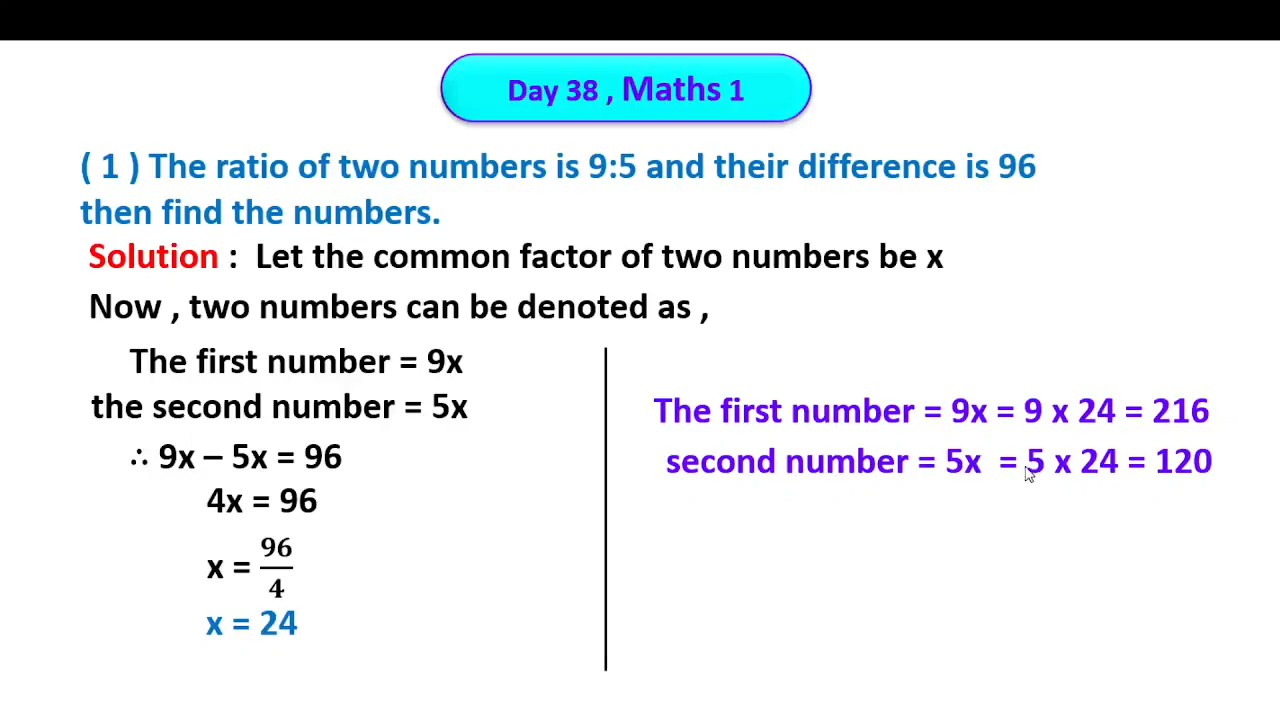 Day 38 , Maths 1
( 1 ) The ratio of two numbers is 9:5 and their difference is 96
then find the numbers.
Solution : Let the common factor of two numbers be x
Now , two numbers can be denoted as ,
The first number = 9x
the second number = 5x
∴ 9x – 5x = 96
4x = 96
x = 96/4
x = 24
The first number = 9x = 9 x 24 = 216
second number = 5x = 5 x 24 = 120